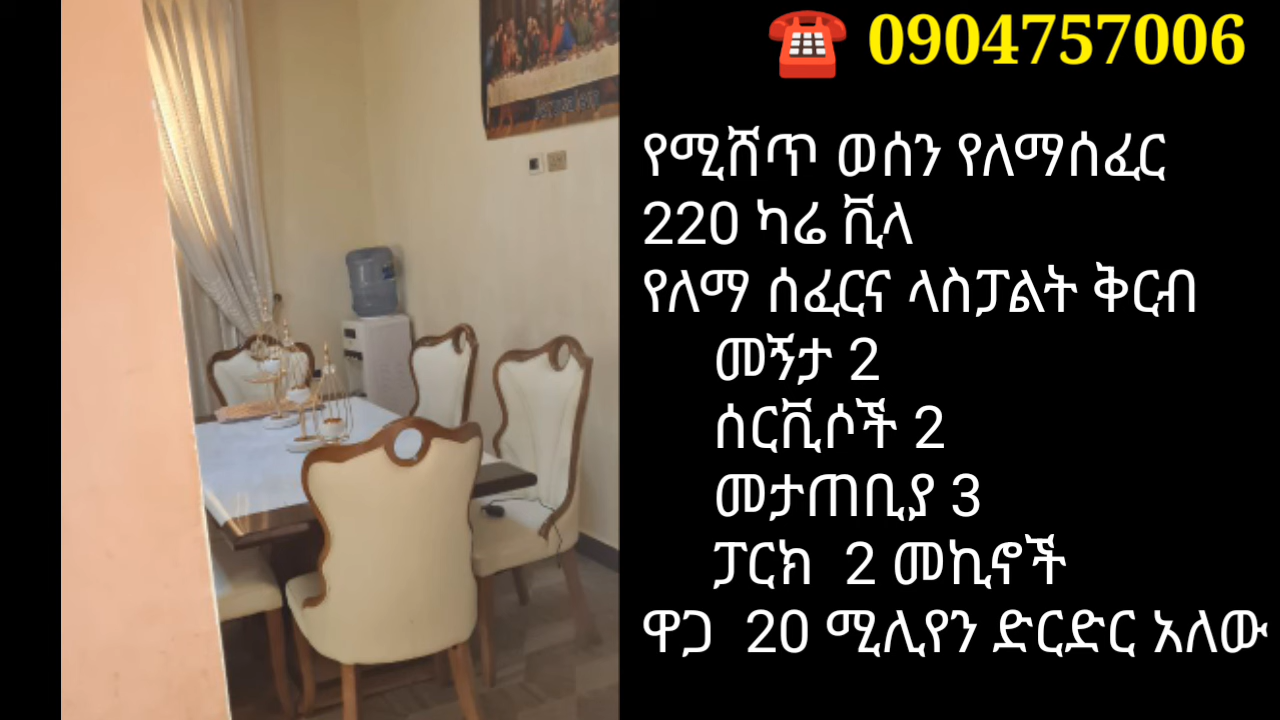 ☎️ 0904757006
Jerusalem
የሚሸጥ ወሰን የለማሰፈር
220 ካሬ ቪላ
የለማ ሰፈርና ላስፓልት ቅርብ
መኝታ 2
ሰርቪሶች 2
መታጠቢያ 3
ፓርክ 2 መኪኖች
ዋጋ 20 ሚሊየን ድርድር አለው